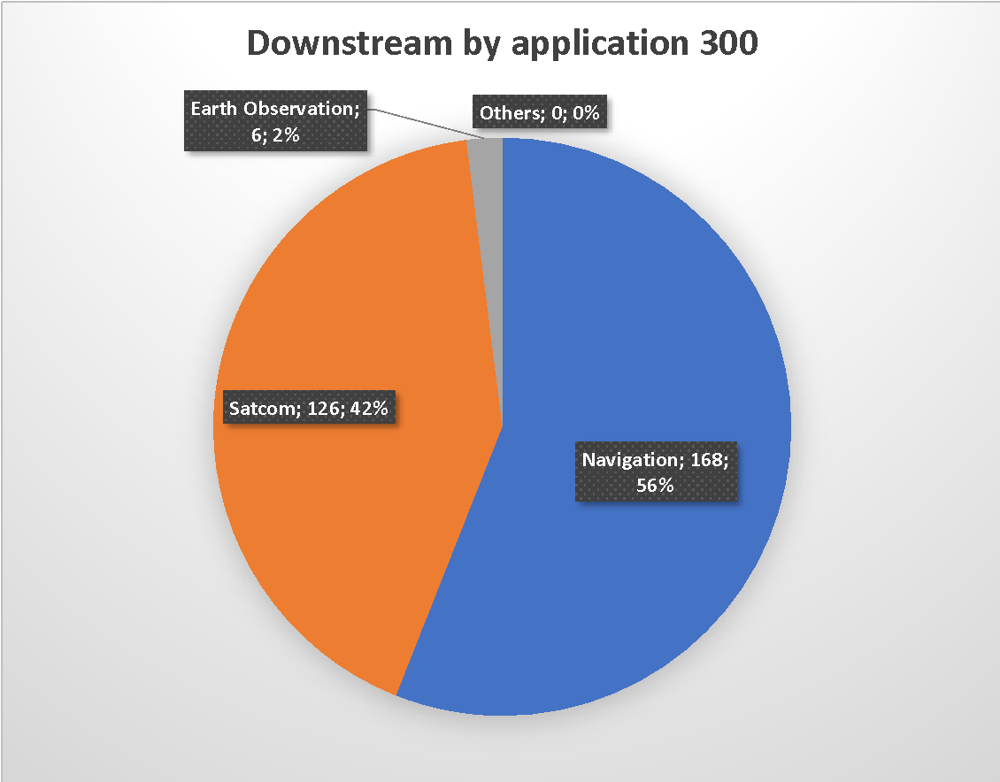 Downstream by application 300
Earth Observation;
6; 2%
Others; 0; 0%
Satcom; 126; 42%
Navigation; 168;
56%